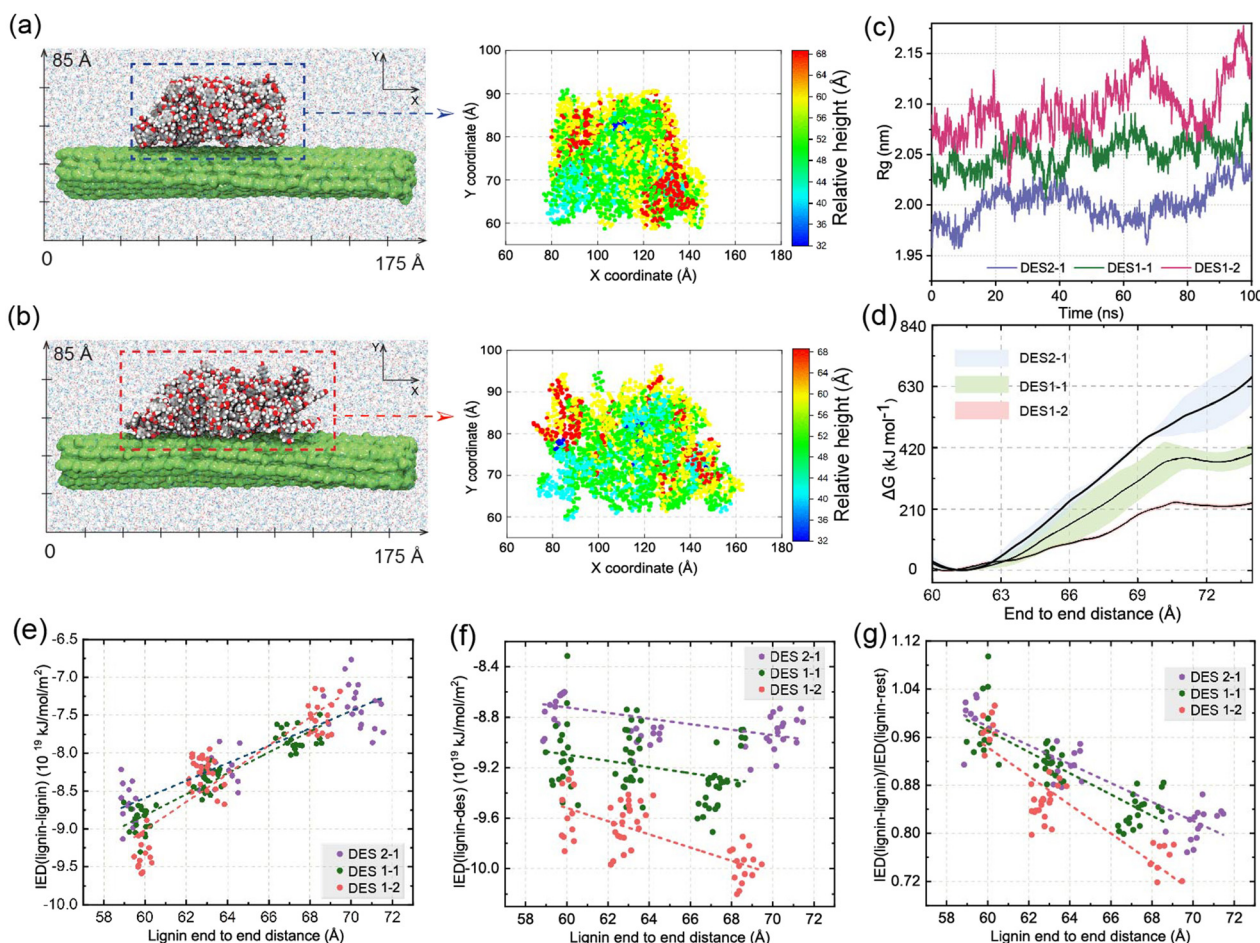 (a)
85 Å
Y
X
0
175 Å
100
90
80
70
60
Y coordinate (Å)
60 80 100 120 140 160 180
X coordinate (Å)
68
64
60
56
52
48
44
40
36
32
Relative height (Å)
(b)
85 Å
Y
X
0
175 Å
100
90
80
70
60
Y coordinate (Å)
60 80 100 120 140 160 180
X coordinate (Å)
68
64
60
56
52
48
44
40
36
32
Relative height (Å)
(c)
2.15
2.10
2.05
2.00
1.95
Rg (nm)
DES2-1 DES1-1 DES1-2
0 20 40 60 80 100
Time (ns)
(d)
840
630
420
210
0
ΔG (kJ mol⁻¹)
DES2-1
DES1-1
DES1-2
60 63 66 69 72
End to end distance (Å)
(e)
-6.5
-7.0
-7.5
-8.0
-8.5
-9.0
-9.5
-10.0
IED(lignin-lignin) (10⁻¹⁹ kJ/mol/m²)
DES 2-1
DES 1-1
DES 1-2
58 60 62 64 66 68 70 72
Lignin end to end distance (Å)
(f)
-8.4
-8.8
-9.2
-9.6
-10.0
IED(lignin-des) (10⁻¹⁹ kJ/mol/m²)
DES 2-1
DES 1-1
DES 1-2
58 60 62 64 66 68 70 72
Lignin end to end distance (Å)
(g)
1.12
1.04
0.96
0.88
0.80
0.72
IED(lignin-lignin)/IED(lignin-rest)
DES 2-1
DES 1-1
DES 1-2
58 60 62 64 66 68 70 72
Lignin end to end distance (Å)